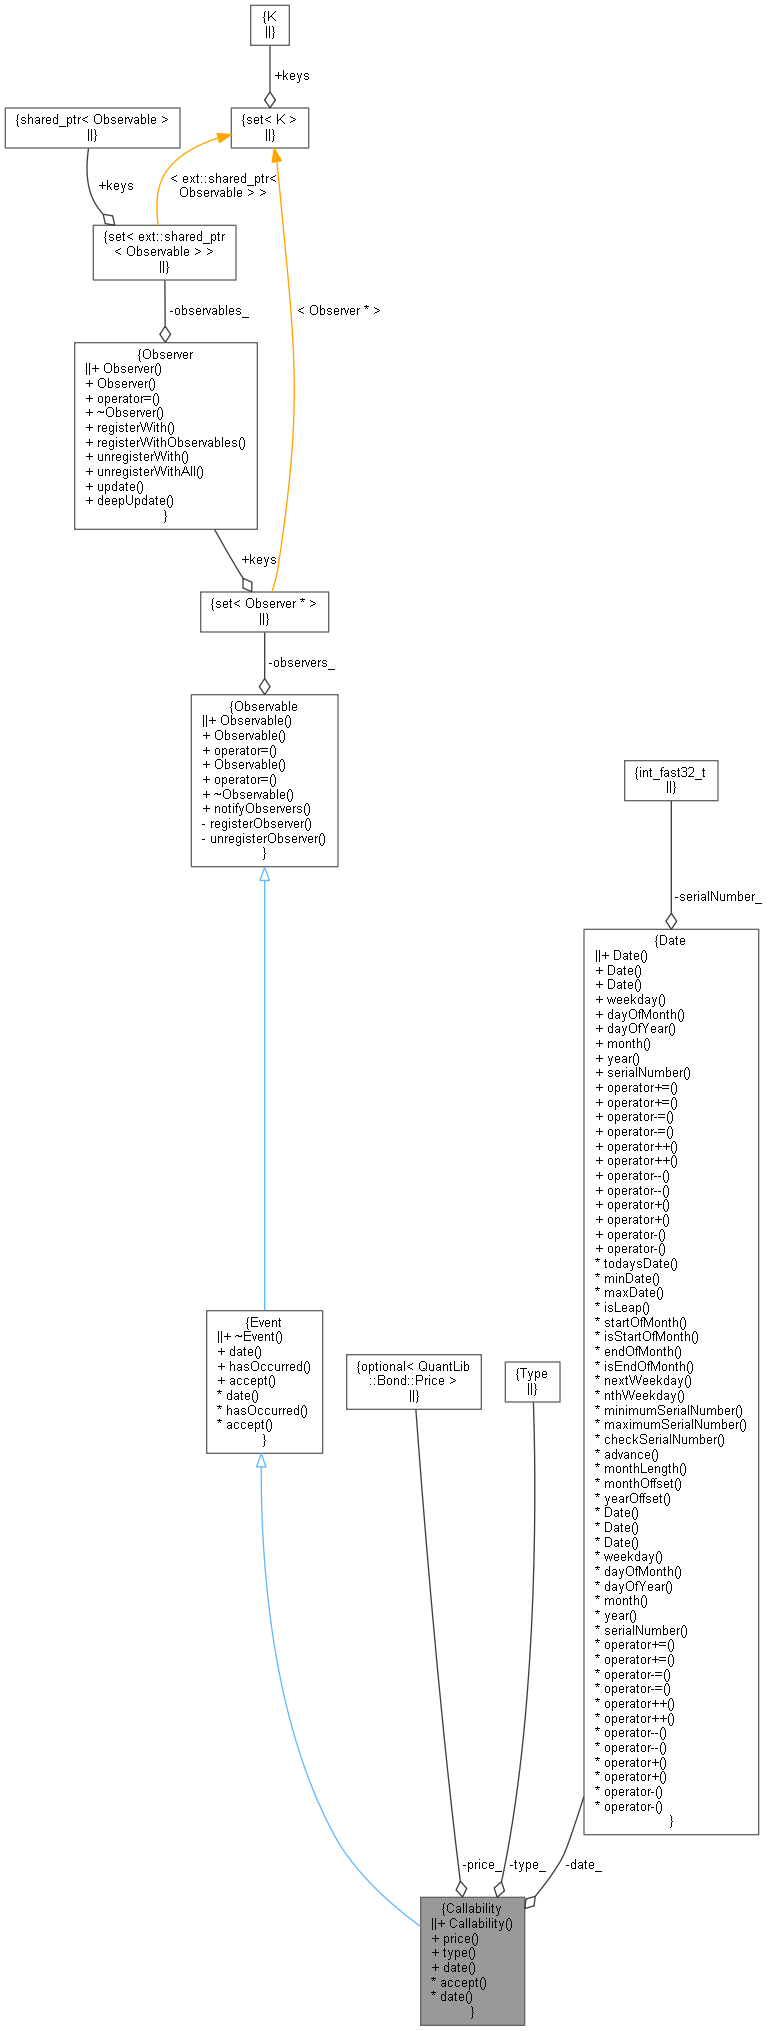 {K
||}
+keys
{shared_ptr< Observable >
||}
{set< K >
||}
+keys
< ext::shared_ptr<
Observable > >
{set< ext::shared_ptr
< Observable > >
||}
-observables_
< Observer * >
{Observer
||+ Observer()
+ Observer()
+ operator=()
+ ~Observer()
+ registerWith()
+ registerWithObservables()
+ unregisterWith()
+ unregisterWithAll()
+ update()
+ deepUpdate()
}
+keys
{set< Observer * >
||}
-observers_
{Observable
||+ Observable()
+ Observable()
+ operator=()
+ Observable()
+ operator=()
+ ~Observable()
+ notifyObservers()
- registerObserver()
- unregisterObserver()
}
{int_fast32_t
||}
-serialNumber_
{Date
||+ Date()
+ Date()
+ Date()
+ weekday()
+ dayOfMonth()
+ dayOfYear()
+ month()
+ year()
+ serialNumber()
+ operator+=()
+ operator+=()
+ operator-=()
+ operator-=()
+ operator++()
+ operator++()
+ operator--()
+ operator--()
+ operator+()
+ operator+()
+ operator-()
+ operator-()
* todaysDate()
* minDate()
* maxDate()
* isLeap()
* startOfMonth()
* isStartOfMonth()
* endOfMonth()
* isEndOfMonth()
* nextWeekday()
* nthWeekday()
* minimumSerialNumber()
* maximumSerialNumber()
* checkSerialNumber()
* advance()
* monthLength()
* monthOffset()
* yearOffset()
* Date()
* Date()
* Date()
* weekday()
* dayOfMonth()
* dayOfYear()
* month()
* year()
* serialNumber()
* operator+=()
* operator+=()
* operator-=()
* operator-=()
* operator++()
* operator++()
* operator--()
* operator--()
* operator+()
* operator+()
* operator-()
* operator-()
}
{Event
||+ ~Event()
+ date()
+ hasOccurred()
+ accept()
* date()
* hasOccurred()
* accept()
}
{optional< QuantLib
::Bond::Price >
||}
{Type
||}
-price_
-type_
-date_
{Callability
||+ Callability()
+ price()
+ type()
+ date()
* accept()
* date()
}